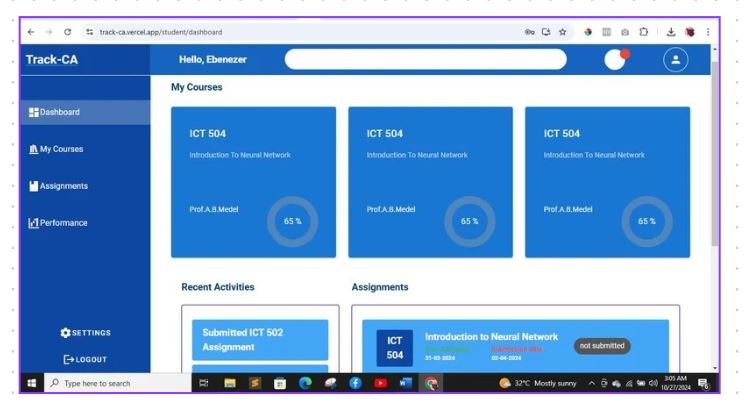 track-ca.vercel.app/student/dashboard
Track-CA
Hello, Ebenezer
Dashboard
My Courses
Assignments
Performance
SETTINGS
LOGOUT
My Courses
ICT 504
Introduction To Neural Network
Prof.A.B.Medel
65 %
ICT 504
Introduction To Neural Network
Prof.A.B.Medel
65 %
ICT 504
Introduction To Neural Network
Prof.A.B.Medel
65 %
Recent Activities
Submitted ICT 502
Assignment
Assignments
ICT
504
Introduction to Neural Network
31-03-2024
02-04-2024
not submitted
Type here to search
32°C Mostly sunny
3:05 AM
10/27/2024